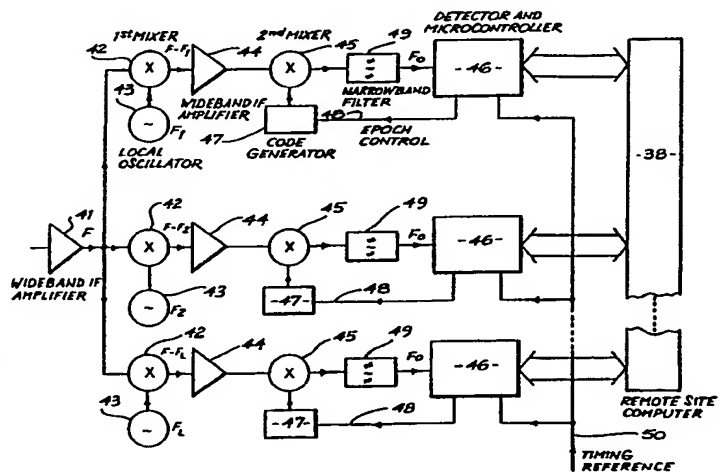 DETECTOR AND
MICROCONTROLLER
1ST MIXER
2nd MIXER
42
F-F1
44
45
49
F0
X
X
-46-
43
~
F1
LOCAL
OSCILLATOR
WIDEBAND IF
AMPLIFIER
47
CODE
GENERATOR
NARROWBAND
FILTER
48
EPOCH
CONTROL
-38-
41
F
WIDEBAND IF
AMPLIFIER
42
F-F2
44
45
49
F0
X
X
-46-
43
~
F2
-47-
48
42
F-FL
44
45
49
F0
X
X
-46-
43
~
FL
-47-
48
REMOTE SITE
COMPUTER
50
TIMING
REFERENCE